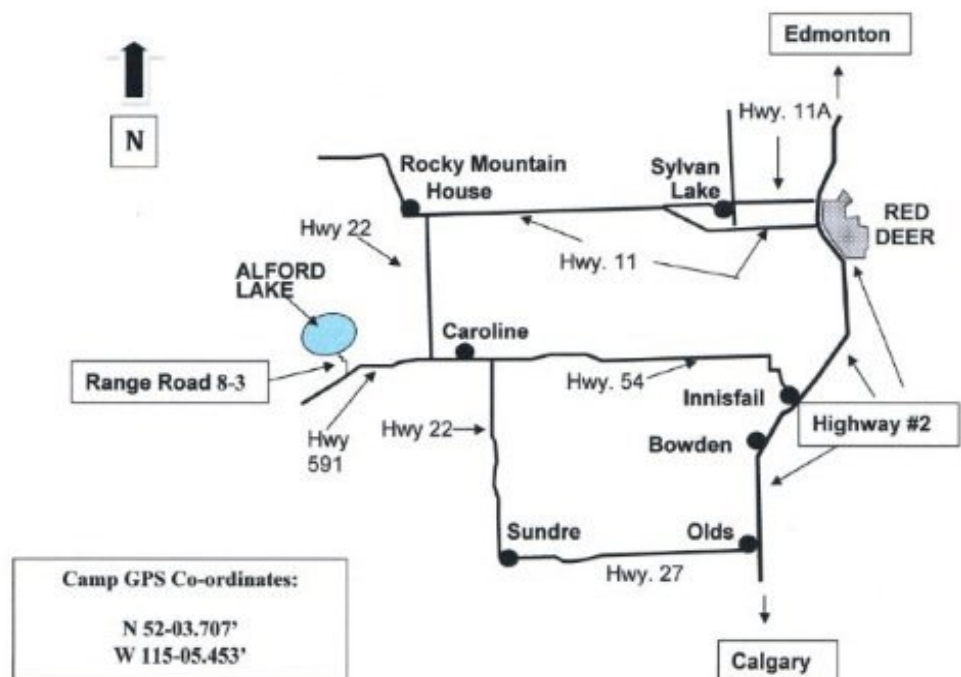 Edmonton
Hwy. 11A
N
Rocky Mountain
House
Sylvan
Lake
RED
DEER
Hwy 22
Hwy. 11
ALFORD
LAKE
Caroline
Range Road 8-3
Hwy. 54
Innisfail
Highway #2
Hwy
591
Hwy 22
Bowden
Sundre
Olds
Hwy. 27
Camp GPS Co-ordinates:
N 52-03.707’
W 115-05.453’
Calgary